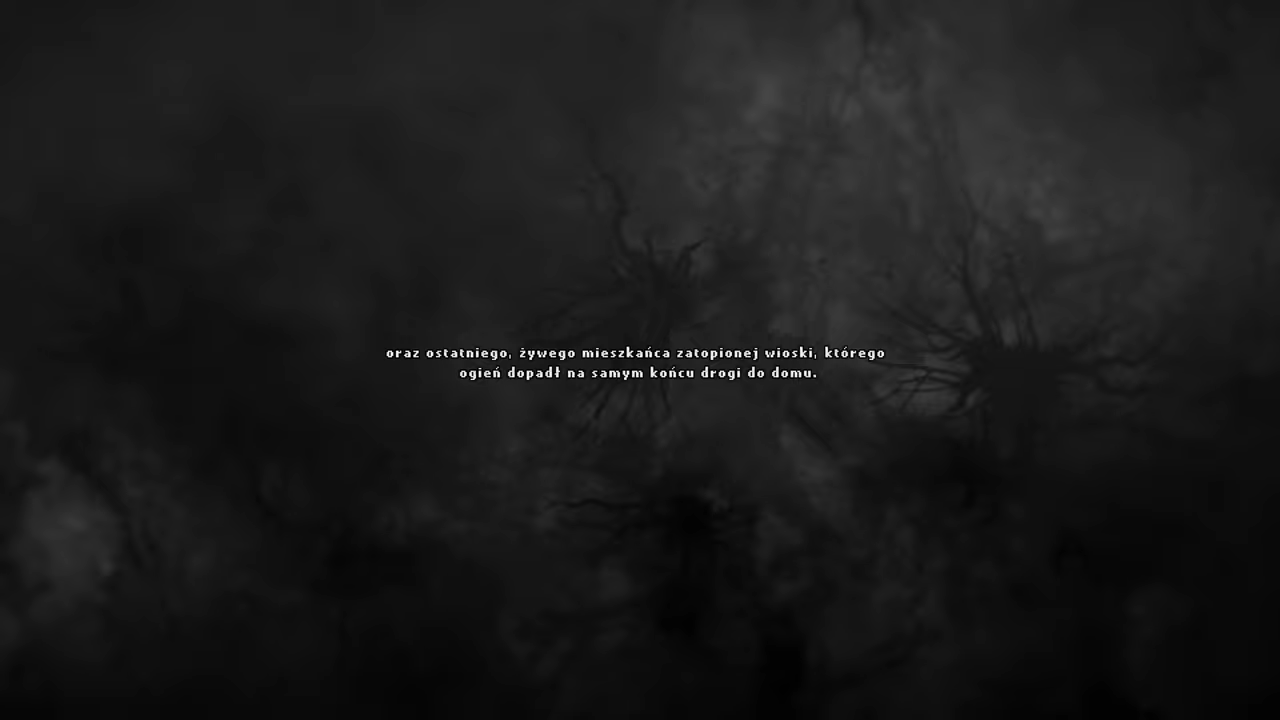 oraz ostatniego, żywego mieszkańca zatopionej wioski, którego
ogień dopadł na samym końcu drogi do domu.